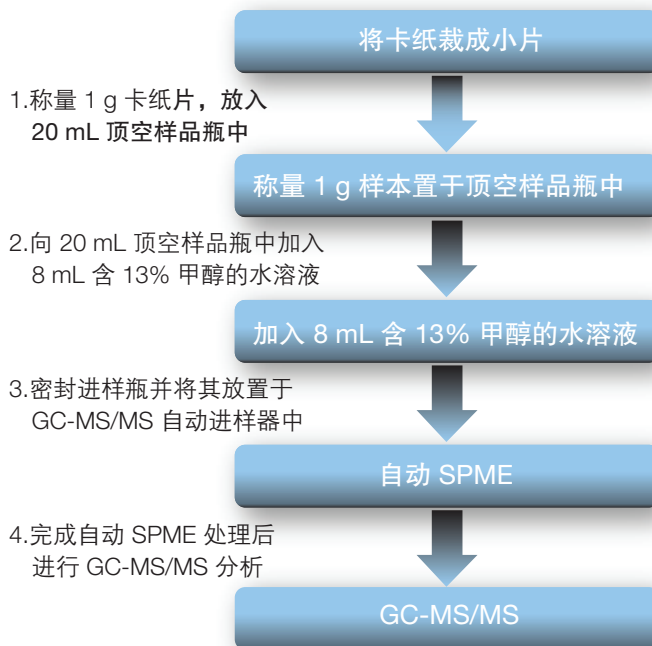 将卡纸裁成小片
1.称量 1 g 卡纸片，放入
20 mL 顶空样品瓶中
称量 1 g 样本置于顶空样品瓶中
2.向 20 mL 顶空样品瓶中加入
8 mL 含 13% 甲醇的水溶液
加入 8 mL 含 13% 甲醇的水溶液
3.密封进样瓶并将其放置于
GC-MS/MS 自动进样器中
自动 SPME
4.完成自动 SPME 处理后
进行 GC-MS/MS 分析
GC-MS/MS